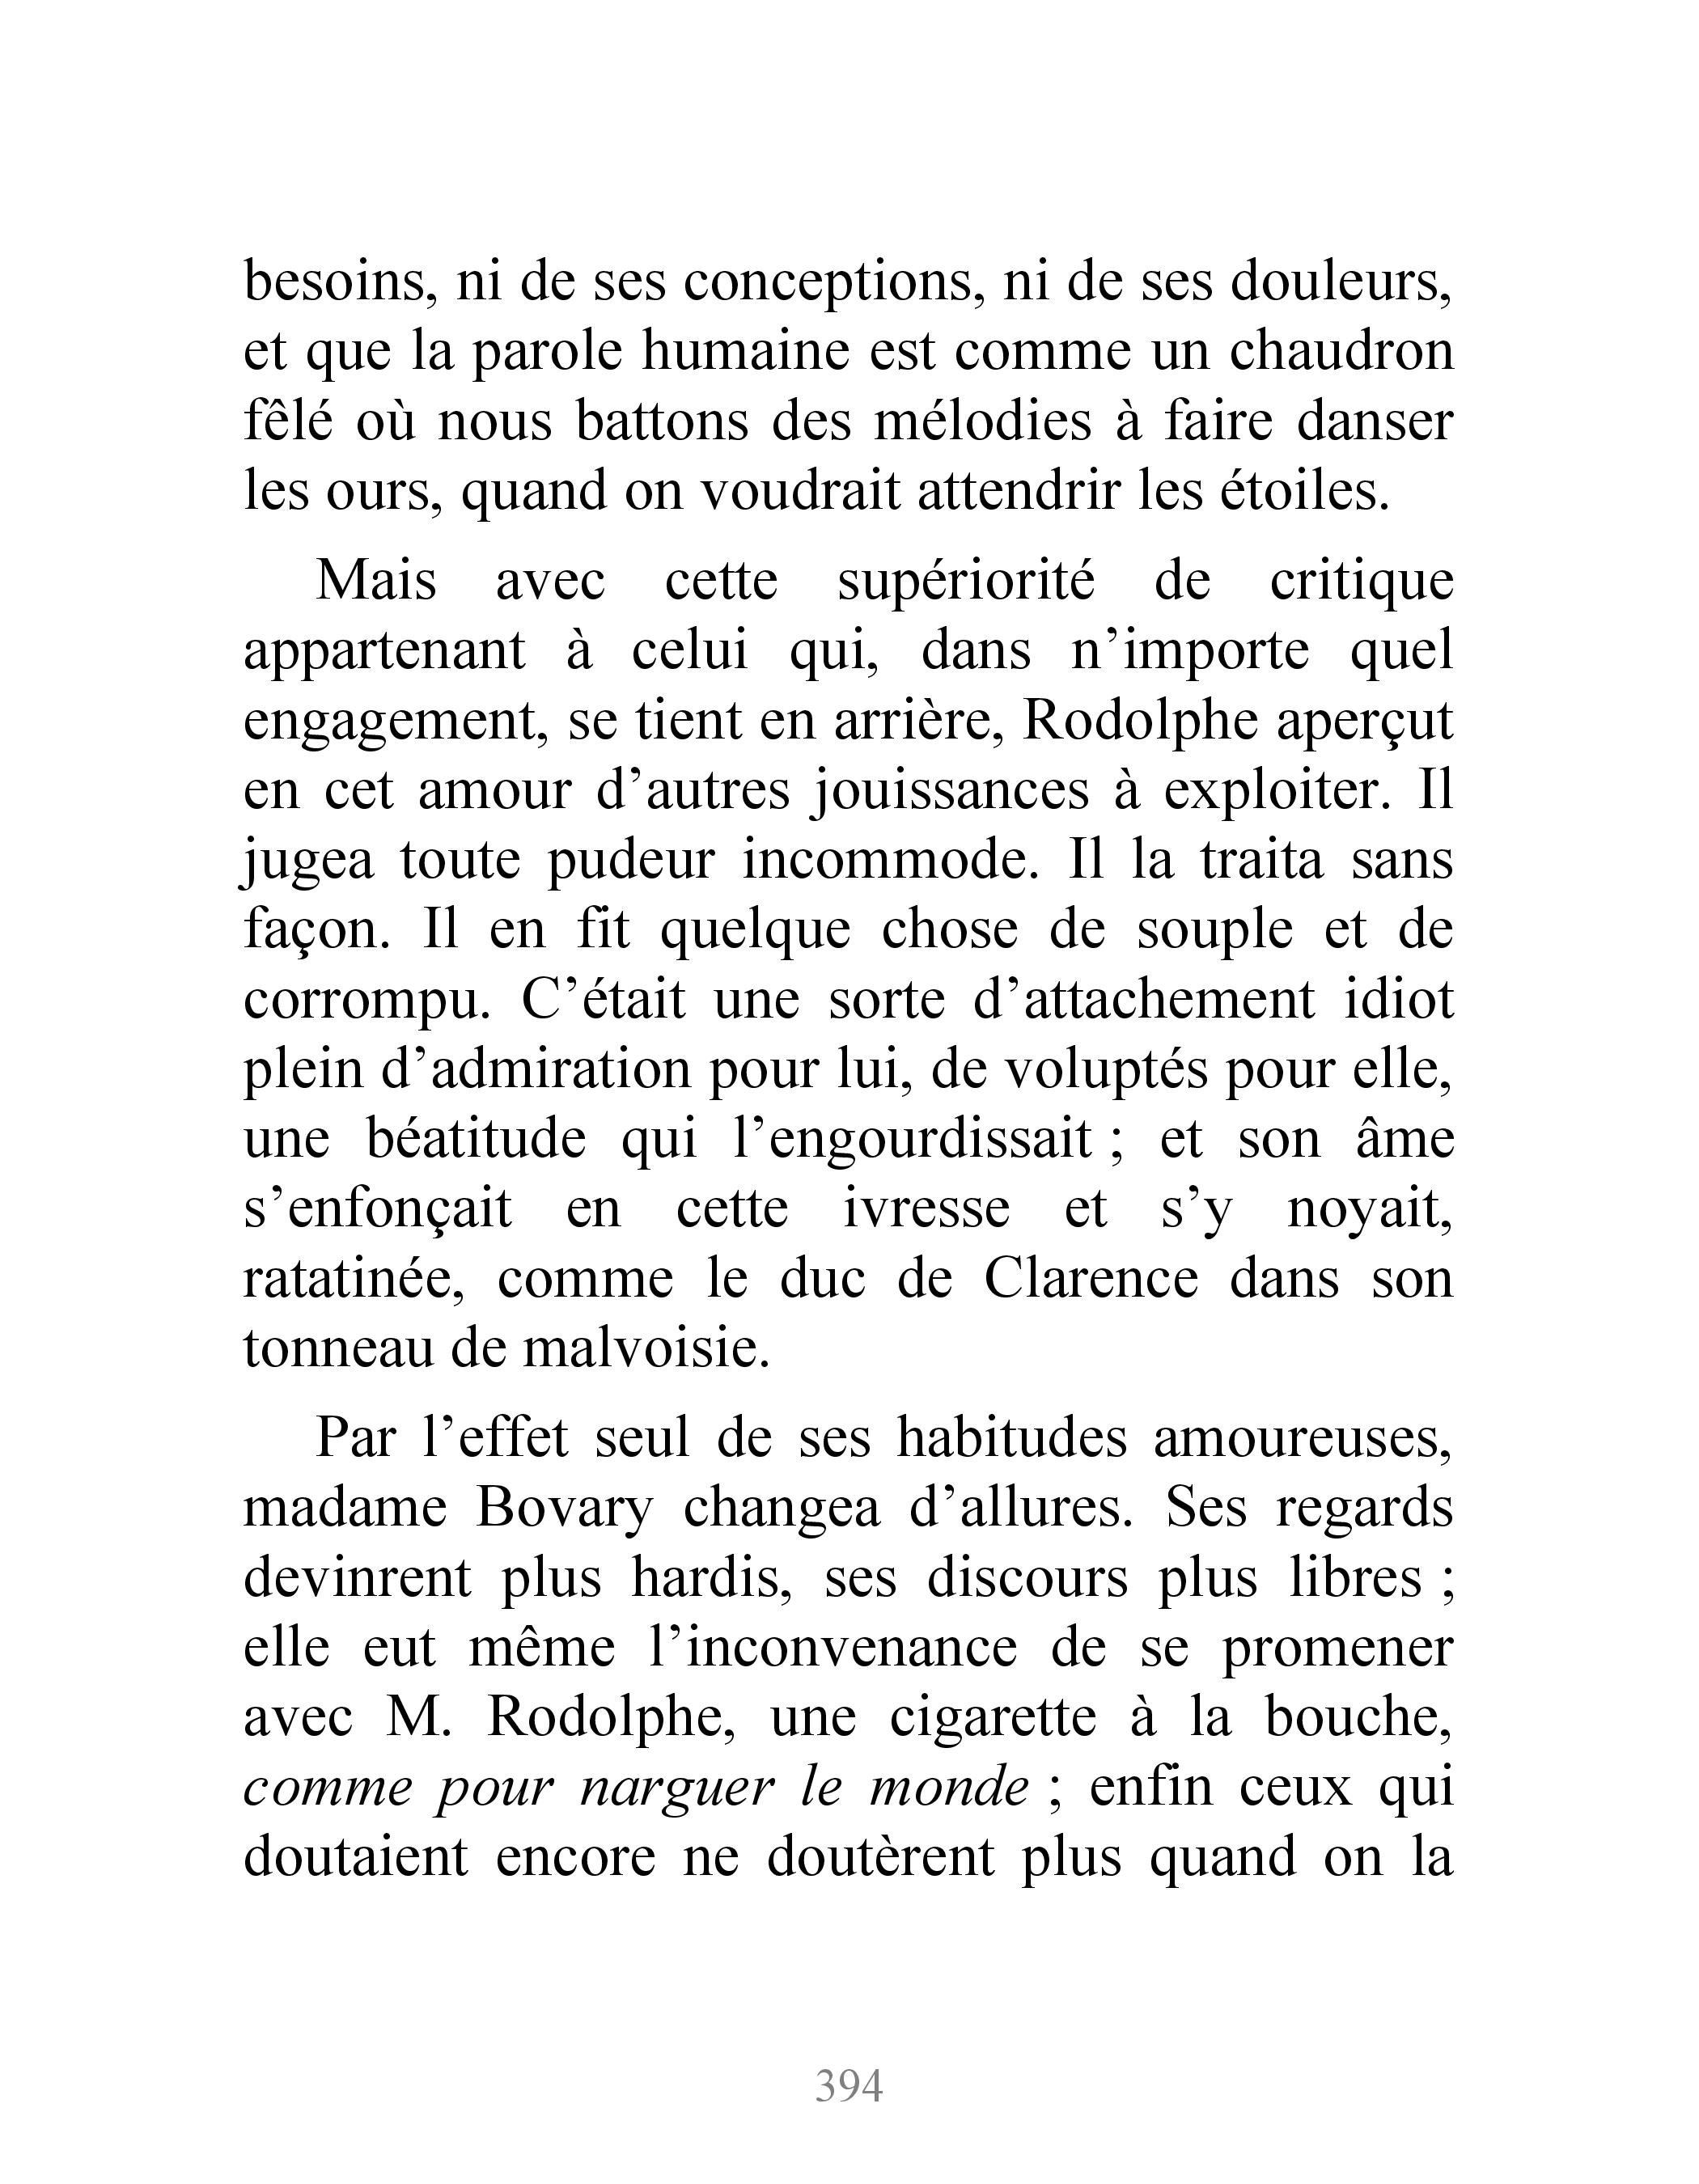 besoins, ni de ses conceptions, ni de ses douleurs,
et que la parole humaine est comme un chaudron
fêlé où nous battons des mélodies à faire danser
les ours, quand on voudrait attendrir les étoiles.
Mais avec cette supériorité de critique
appartenant à celui qui, dans n’importe quel
engagement, se tient en arrière, Rodolphe aperçut
en cet amour d’autres jouissances à exploiter. Il
jugea toute pudeur incommode. Il la traita sans
façon. Il en fit quelque chose de souple et de
corrompu. C’était une sorte d’attachement idiot
plein d’admiration pour lui, de voluptés pour elle,
une béatitude qui l’engourdissait ; et son âme
s’enfonçait en cette ivresse et s’y noyait,
ratatinée, comme le duc de Clarence dans son
tonneau de malvoisie.
Par l’effet seul de ses habitudes amoureuses,
madame Bovary changea d’allures. Ses regards
devinrent plus hardis, ses discours plus libres ;
elle eut même l’inconvenance de se promener
avec M. Rodolphe, une cigarette à la bouche,
comme pour narguer le monde ; enfin ceux qui
doutaient encore ne doutèrent plus quand on la
394